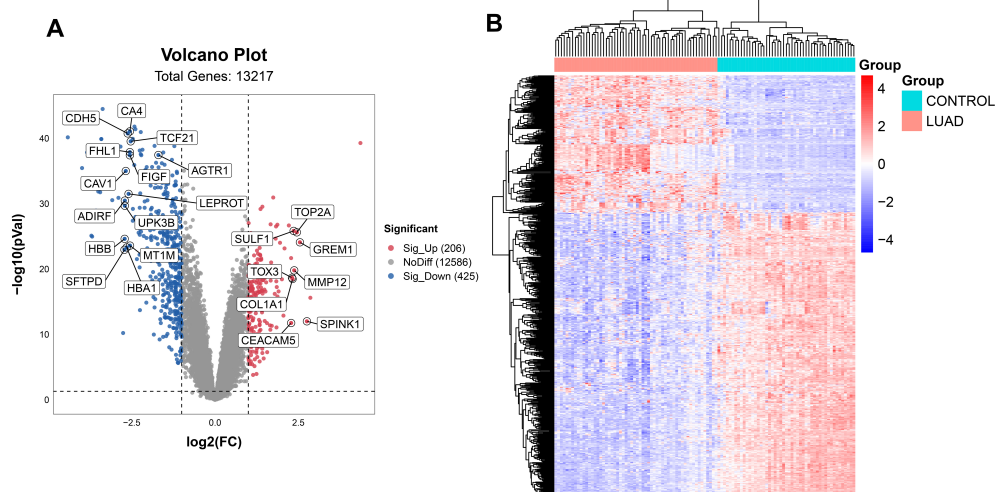 A
Volcano Plot
Total Genes: 13217
CA4
CDH5
TCF21
FHL1
FIGF
AGTR1
CAV1
LEPROT
ADIRF
UPK3B
HBB
MT1M
SFTPD
HBA1
TOP2A
SULF1
GREM1
TOX3
MMP12
COL1A1
SPINK1
CEACAM5
40
30
20
10
0
−log10(pVal)
−2.5
0.0
2.5
log2(FC)
Significant
Sig_Up (206)
NoDiff (12586)
Sig_Down (425)
B
Group
4
2
0
−2
−4
Group
CONTROL
LUAD